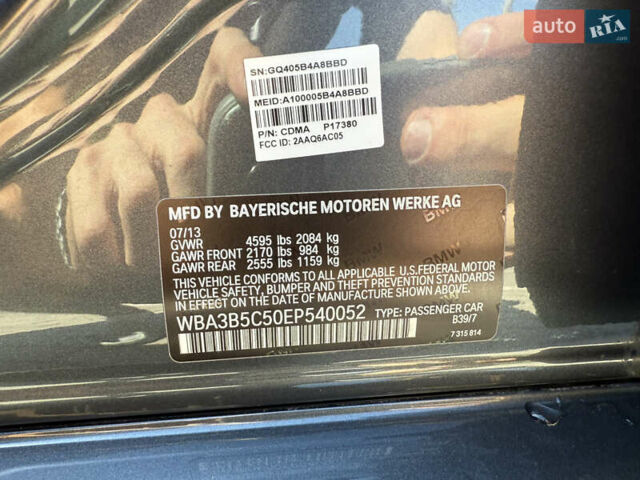 auto RIA
.com
SN:GQ405B4A8BBD
MEID:A100005B4A8BBD
P/N: CDMA P17380
FCC ID: 2AAQ6AC05
MFD BY BAYERISCHE MOTOREN WERKE AG
07/13
GVWR 4595 lbs 2084 kg
GAWR FRONT 2170 lbs 984 kg
GAWR REAR 2555 lbs 1159 kg
THIS VEHICLE CONFORMS TO ALL APPLICABLE U.S.FEDERAL MOTOR
VEHICLE SAFETY, BUMPER AND THEFT PREVENTION STANDARDS
IN EFFECT ON THE DATE OF MANUFACTURE SHOWN ABOVE.
WBA3B5C50EP540052 TYPE: PASSENGER CAR
B39/7
7 315 814